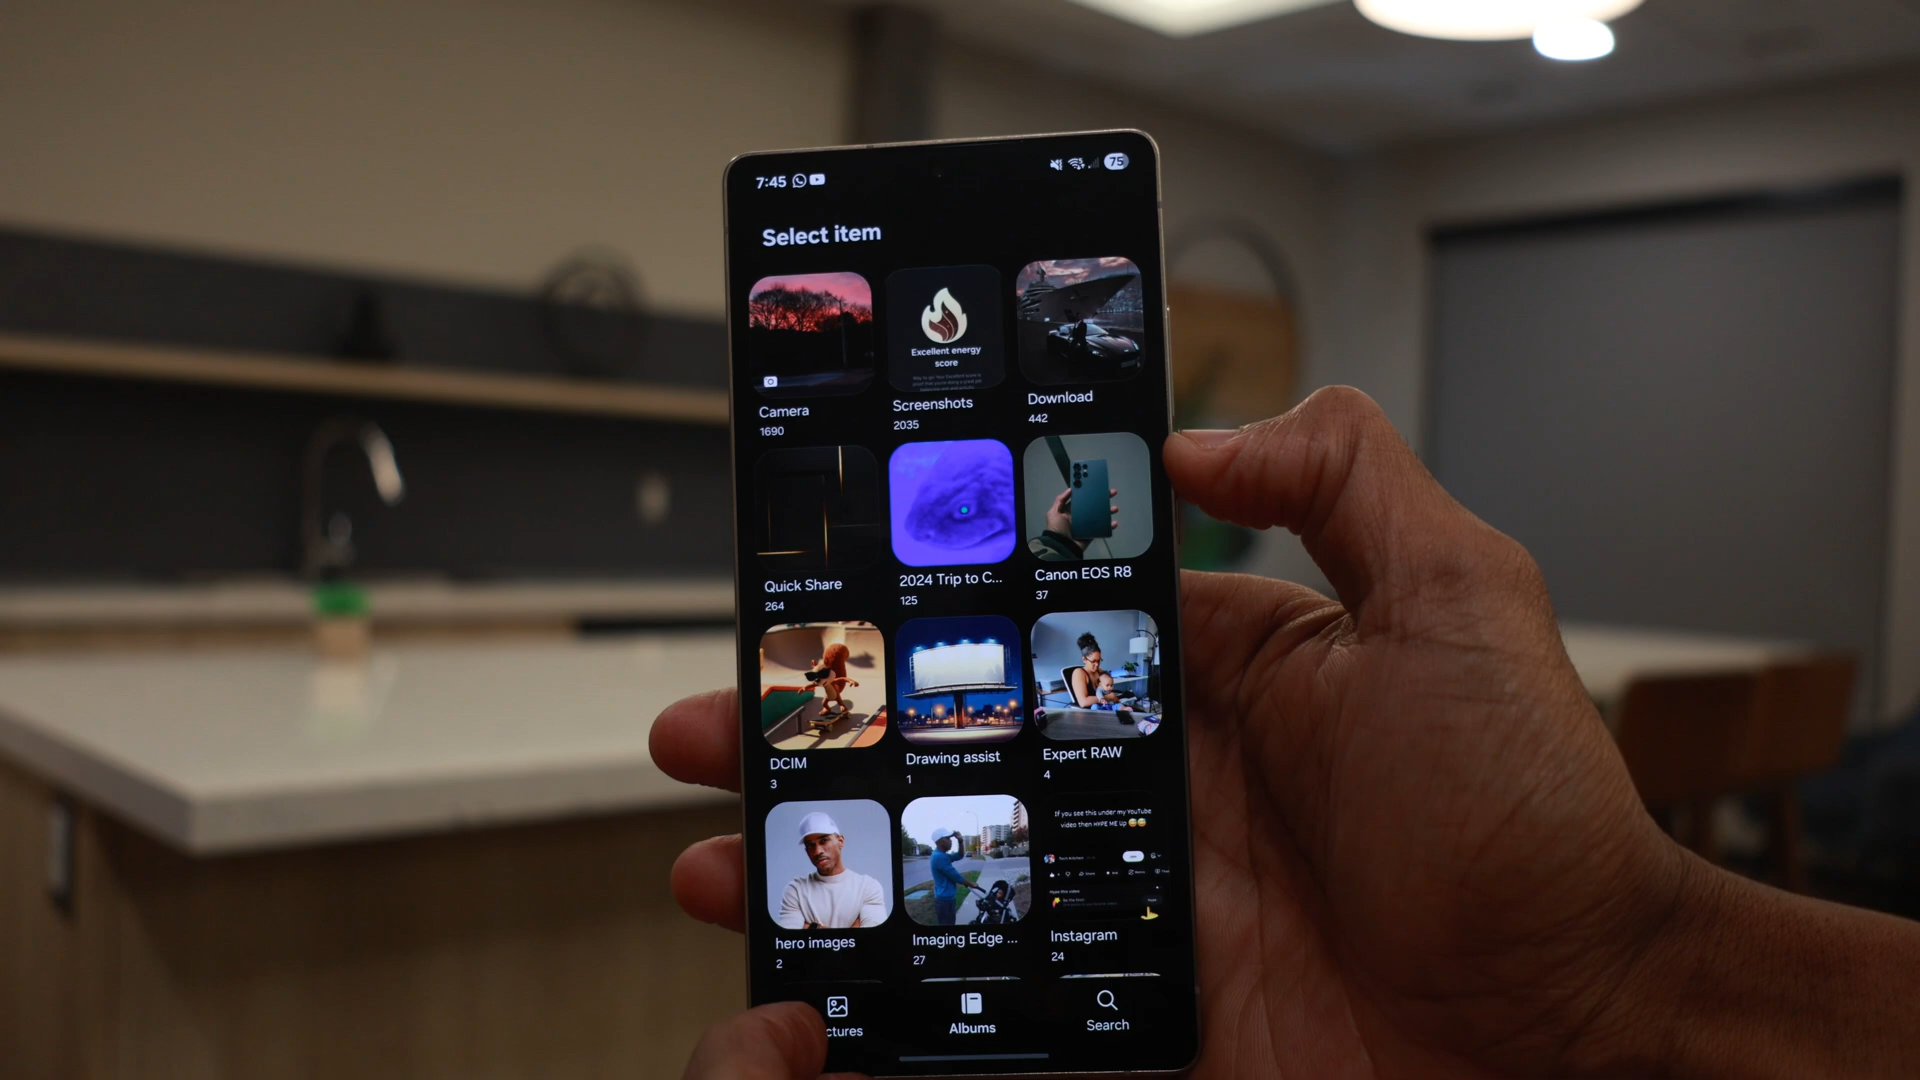 7:45
75
Select item
Excellent energy
score
Camera
1690
Screenshots
2035
Download
442
Quick Share
264
2024 Trip to C...
125
Canon EOS R8
37
DCIM
3
Drawing assist
1
Expert RAW
4
If you see this under my YouTube
video then HYPE ME Up 😅😅
hero images
2
Imaging Edge ...
27
Instagram
24
ctures
Albums
Search